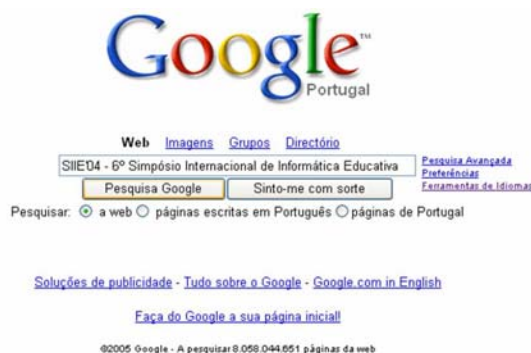 Google™
Portugal
Web Imagens Grupos Directório
SIIE'04 - 6º Simpósio Internacional de Informática Educativa
Pesquisa Avançada
Preferências
Ferramentas de Idiomas
Pesquisa Google Sinto-me com sorte
Pesquisar: a web páginas escritas em Português páginas de Portugal
Soluções de publicidade - Tudo sobre o Google - Google.com in English
Faça do Google a sua página inicial!
©2005 Google - A pesquisar 8.058.044.651 páginas da web